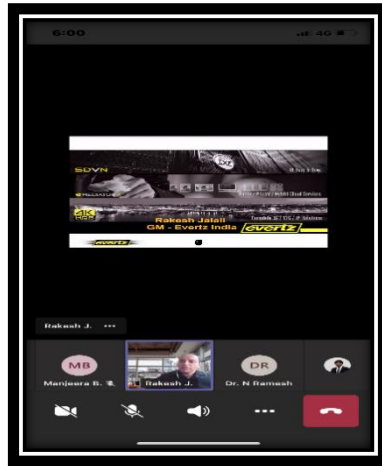 6:00
4G
SDVN
MEDIATOR
4K
Rakesh Jalali
GM - Evertz India
evertz
evertz
Rakesh J.
MB
DR
Manjeera B.
Rakesh J.
Dr. N Ramesh